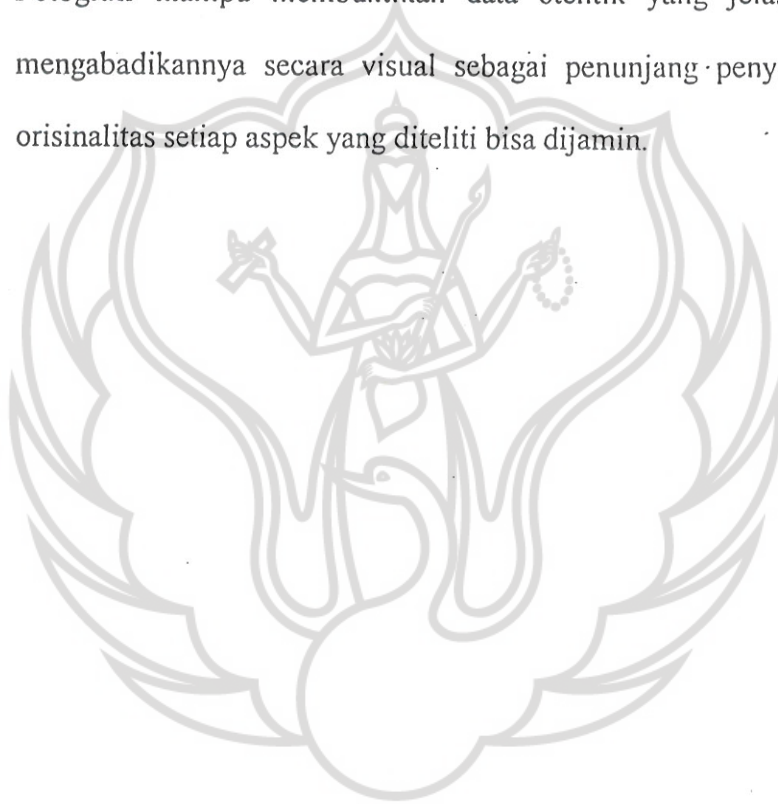 mengabadikannya secara visual sebagai penunjang peny
orisinalitas setiap aspek yang diteliti bisa dijamin.